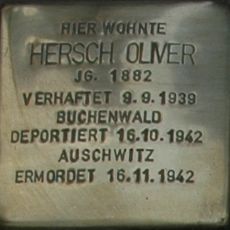 HIER WOHNTE
HERSCH OLIVER
JG. 1882
VERHAFTET 9.9.1939
BUCHENWALD
DEPORTIERT 16.10.1942
AUSCHWITZ
ERMORDET 16.11.1942